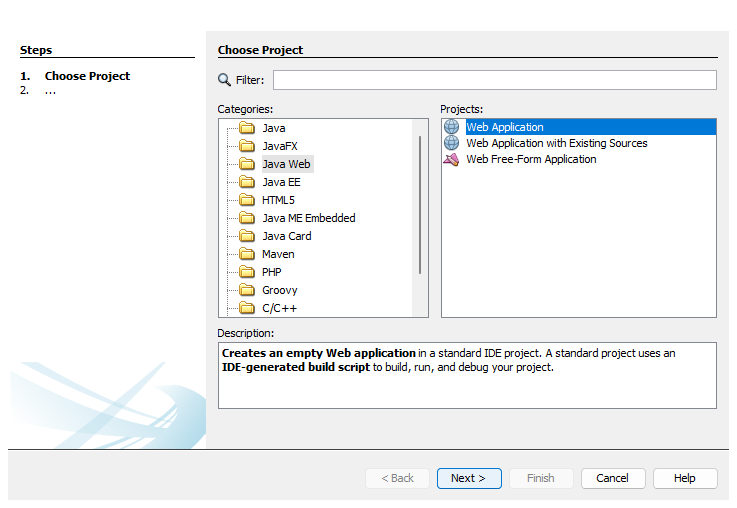 Steps
1. Choose Project
2. ...
Choose Project
Filter:
Categories:
Java
JavaFX
Java Web
Java EE
HTML5
Java ME Embedded
Java Card
Maven
PHP
Groovy
C/C++
Projects:
Web Application
Web Application with Existing Sources
Web Free-Form Application
Description:
Creates an empty Web application in a standard IDE project. A standard project uses an
IDE-generated build script to build, run, and debug your project.
< Back
Next >
Finish
Cancel
Help